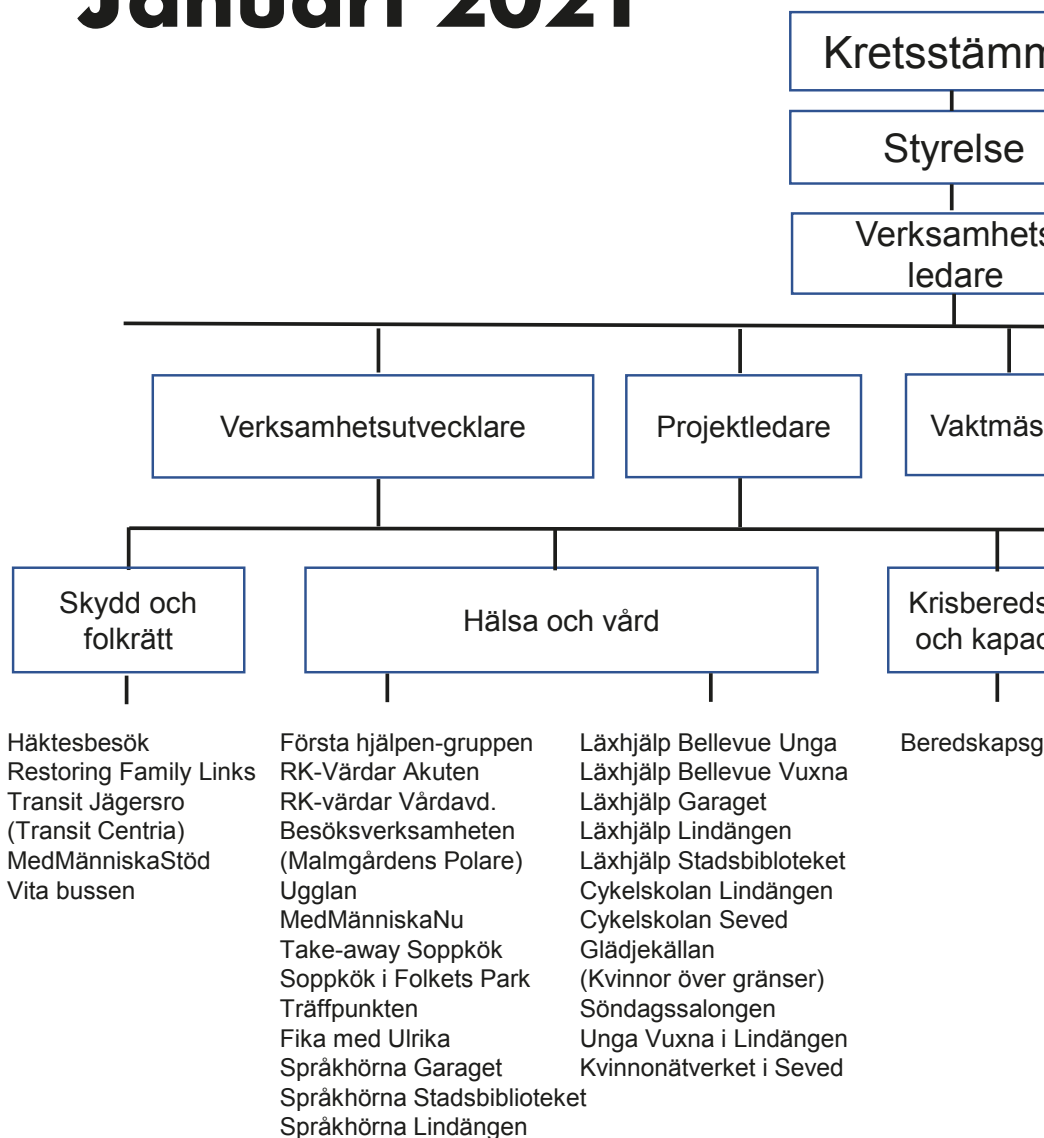 Januari 2021
Styrelse
ledare
Verksamhetsutvecklare
Projektledare
Skydd och
folkrätt
Hälsa och vård
och
Häktesbesök
Restoring Family Links
Transit Jägersro
(Transit Centria)
MedMänniskaStöd
Vita bussen
Första hjälpen-gruppen
RK-Värdar Akuten
RK-värdar Vårdavd.
Besöksverksamheten
(Malmgårdens Polare)
Ugglan
MedMänniskaNu
Take-away Soppkök
Soppkök i Folkets Park
Träffpunkten
Fika med Ulrika
Språkhörna Garaget
Språkhörna Stadsbiblioteket
Språkhörna Lindängen
Läxhjälp Bellevue Unga
Läxhjälp Bellevue Vuxna
Läxhjälp Garaget
Läxhjälp Lindängen
Läxhjälp Stadsbibloteket
Cykelskolan Lindängen
Cykelskolan Seved
Glädjekällan
(Kvinnor över gränser)
Söndagssalongen
Unga Vuxna i Lindängen
Kvinnonätverket i Seved